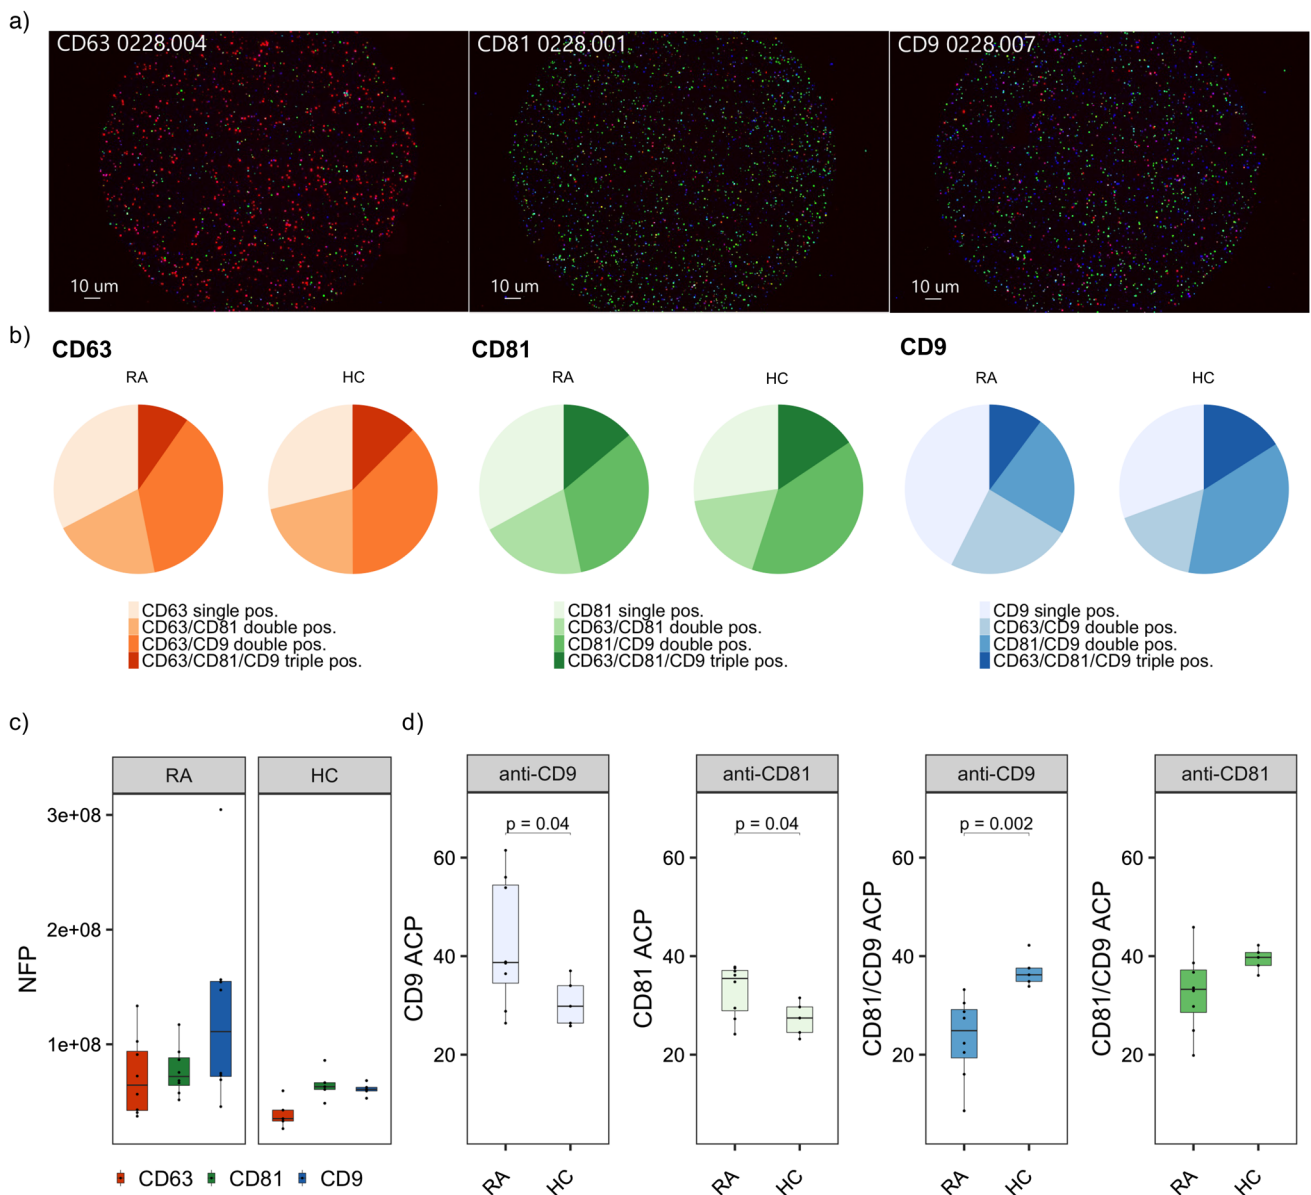 a)
CD63 0228.004
CD81 0228.001
CD9 0228.007
10 um
10 um
10 um
b)
CD63
CD81
CD9
RA
HC
RA
HC
RA
HC
CD63 single pos.
CD63/CD81 double pos.
CD63/CD9 double pos.
CD63/CD81/CD9 triple pos.
CD81 single pos.
CD63/CD81 double pos.
CD81/CD9 double pos.
CD63/CD81/CD9 triple pos.
CD9 single pos.
CD63/CD9 double pos.
CD81/CD9 double pos.
CD63/CD81/CD9 triple pos.
c)
RA
HC
NFP
3e+08
2e+08
1e+08
CD63
CD81
CD9
d)
anti-CD9
p = 0.04
CD9 ACP
60
40
20
RA
HC
anti-CD81
p = 0.04
CD81 ACP
60
40
20
RA
HC
anti-CD9
p = 0.002
CD81/CD9 ACP
60
40
20
RA
HC
anti-CD81
CD81/CD9 ACP
60
40
20
RA
HC